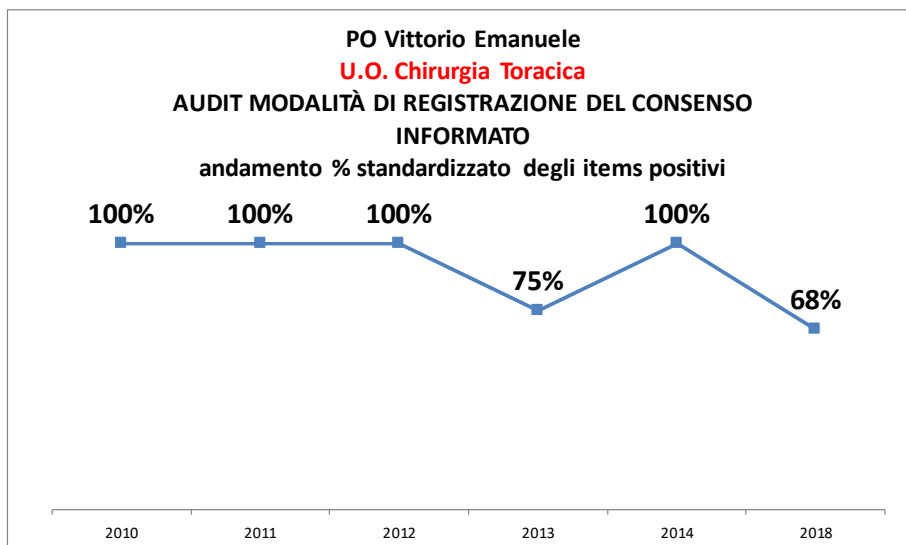 PO Vittorio Emanuele
U.O. Chirurgia Toracica
AUDIT MODALITÀ DI REGISTRAZIONE DEL CONSENSO
INFORMATO
andamento % standardizzato degli items positivi
100% 100% 100% 75% 100% 68%
2010 2011 2012 2013 2014 2018